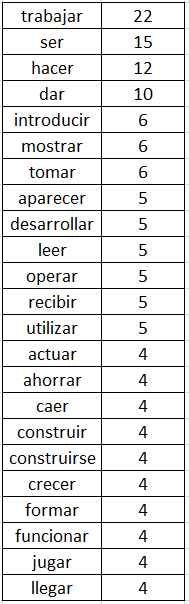 trabajar 22
ser 15
hacer 12
dar 10
introducir 6
mostrar 6
tomar 6
aparecer 5
desarrollar 5
leer 5
operar 5
recibir 5
utilizar 5
actuar 4
ahorrar 4
caer 4
construir 4
construirse 4
crecer 4
formar 4
funcionar 4
jugar 4
llegar 4